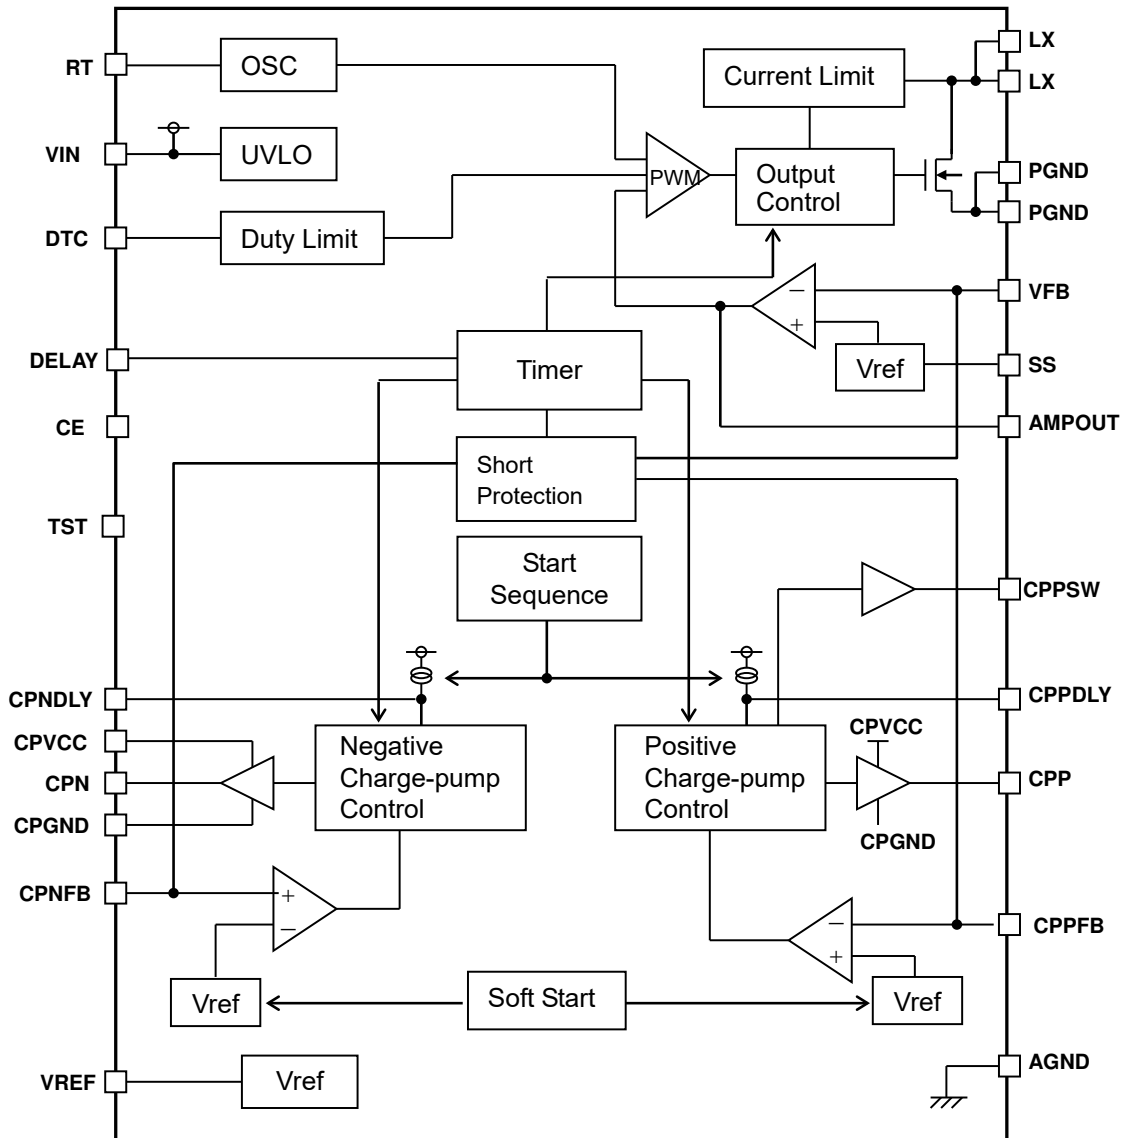 LX
RT
OSC
Current Limit
LX
VIN
UVLO
PWM
Output
Control
PGND
PGND
DTC
Duty Limit
−
VFB
+
DELAY
Timer
Vref
SS
CE
AMPOUT
Short
Protection
TST
Start
Sequence
CPPSW
CPNDLY
CPPDLY
CPVCC
CPN
CPGND
Negative
Charge-pump
Control
Positive
Charge-pump
Control
CPVCC
CPP
CPGND
CPNFB
+
−
−
+
CPPFB
Vref
Soft Start
Vref
VREF
Vref
AGND